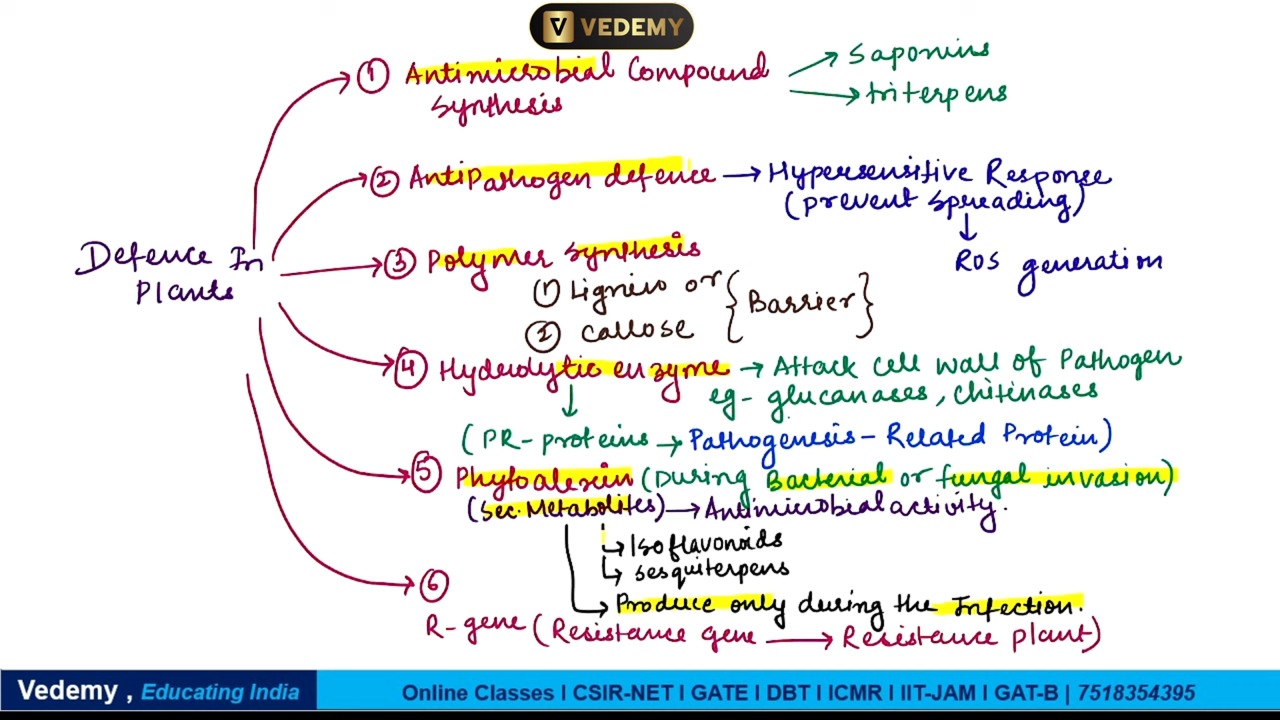 VEDEMY
① Antimicrobial Compound → Saponins
Synthesis → triterpens
② AntiPathogen defence → Hypersensitive Response
(prevent spreading)
↓
ROS generation
Defence In
Plants
③ Polymer Synthesis
① Lignin or { Barrier }
② Callose
④ Hyderolytic enzyme → Attack cell wall of Pathogen
eg- glucanases, chitinases
↓
(PR-proteins → Pathogenesis-Related Protein)
⑤ Phytoalexin (During Bacterial or fungal invasion)
(Sec. Metabolites) → Antimicrobial activity.
↳ Isoflavonoids
↳ Sesquiterpens
→ Produce only during the Infection.
⑥
R-gene (Resistance gene → Resistance plant)
Vedemy , Educating India
Online Classes I CSIR-NET I GATE I DBT I ICMR I IIT-JAM I GAT-B | 7518354395